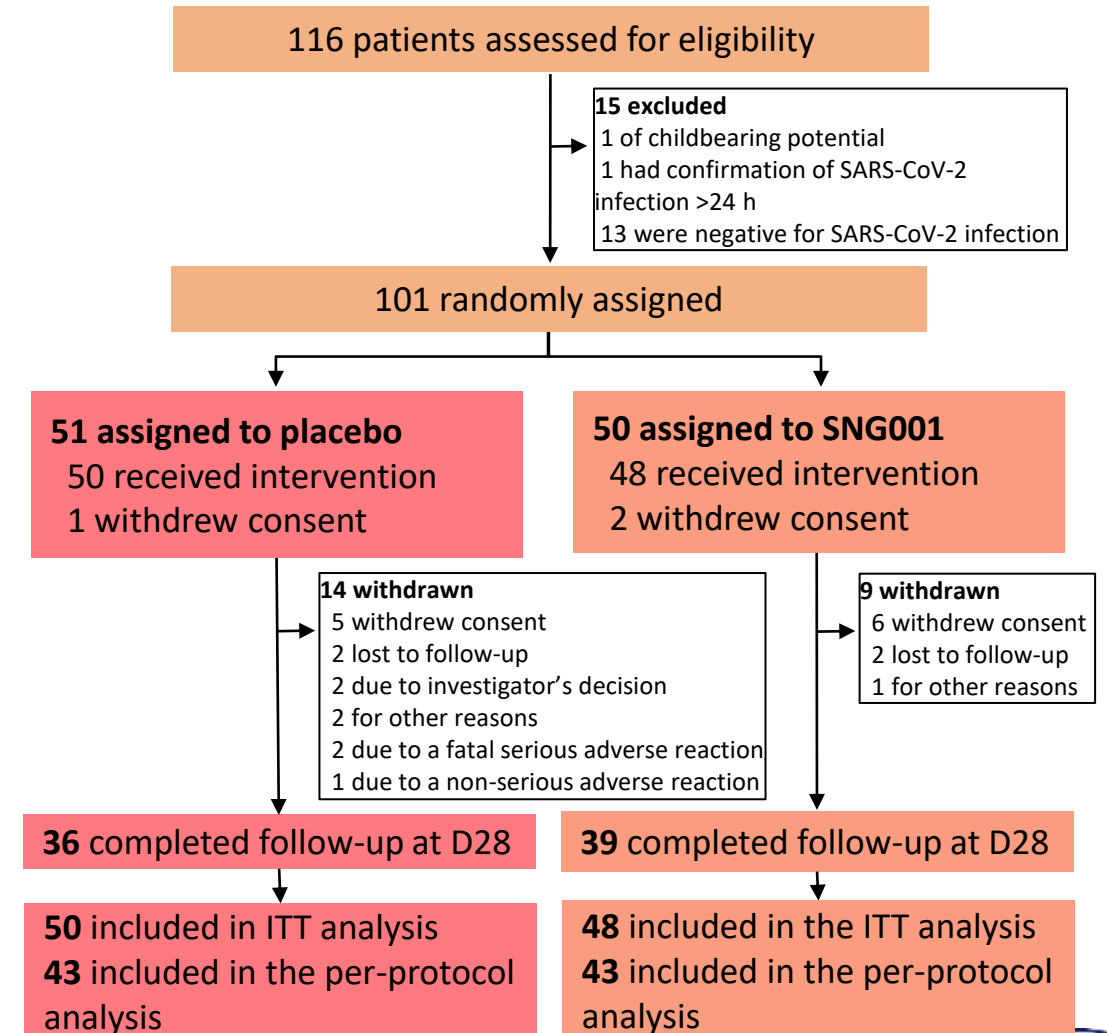 116 patients assessed for eligibility
15 excluded
1 of childbearing potential
1 had confirmation of SARS-CoV-2
infection >24 h
13 were negative for SARS-CoV-2 infection
101 randomly assigned
51 assigned to placebo
50 received intervention
1 withdrew consent
50 assigned to SNG001
48 received intervention
2 withdrew consent
14 withdrawn
5 withdrew consent
2 lost to follow-up
2 due to investigator’s decision
2 for other reasons
2 due to a fatal serious adverse reaction
1 due to a non-serious adverse reaction
9 withdrawn
6 withdrew consent
2 lost to follow-up
1 for other reasons
36 completed follow-up at D28
39 completed follow-up at D28
50 included in ITT analysis
43 included in the per-protocol
analysis
48 included in the ITT analysis
43 included in the per-protocol
analysis